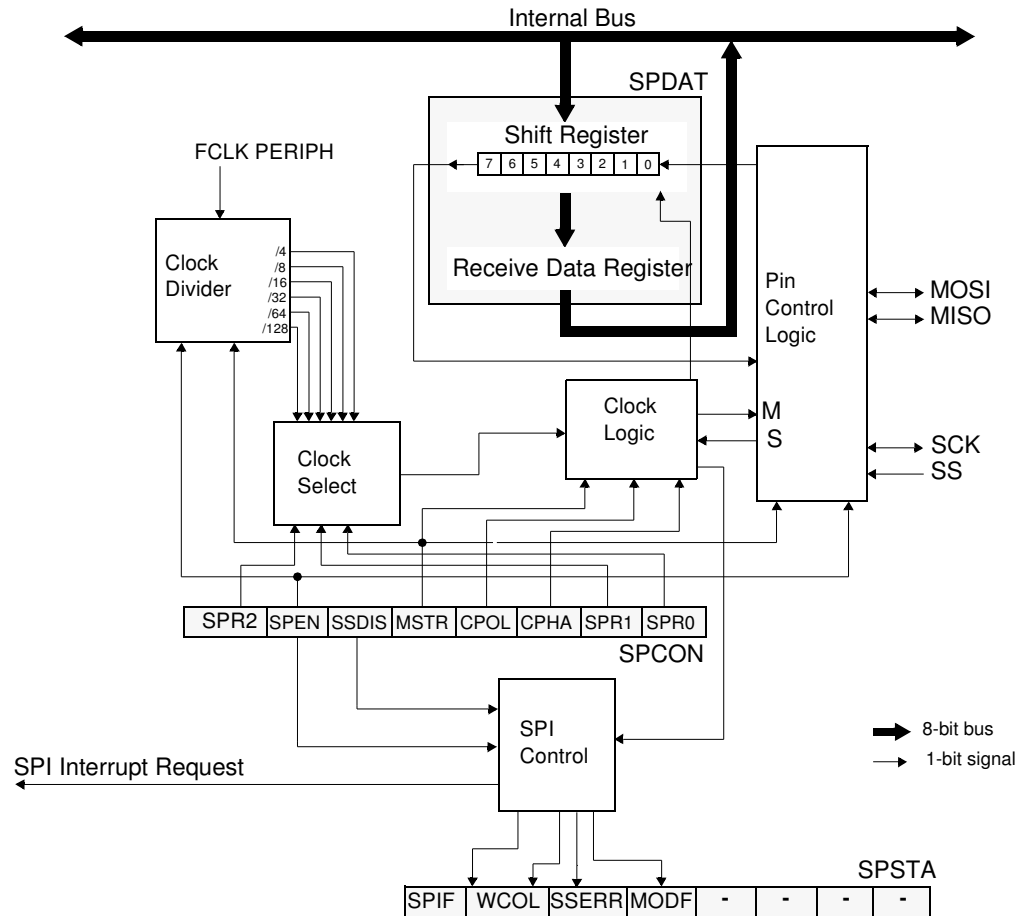 Internal Bus
SPDAT
Shift Register
7 6 5 4 3 2 1 0
FCLK PERIPH
Clock
Divider
/4
/8
/16
/32
/64
/128
Receive Data Register
Pin
Control
Logic
MOSI
MISO
Clock
Logic
M
S
SCK
SS
Clock
Select
SPR2 SPEN SSDIS MSTR CPOL CPHA SPR1 SPR0
SPCON
SPI
Control
8-bit bus
1-bit signal
SPI Interrupt Request
SPSTA
SPIF WCOL SSERR MODF - - - -